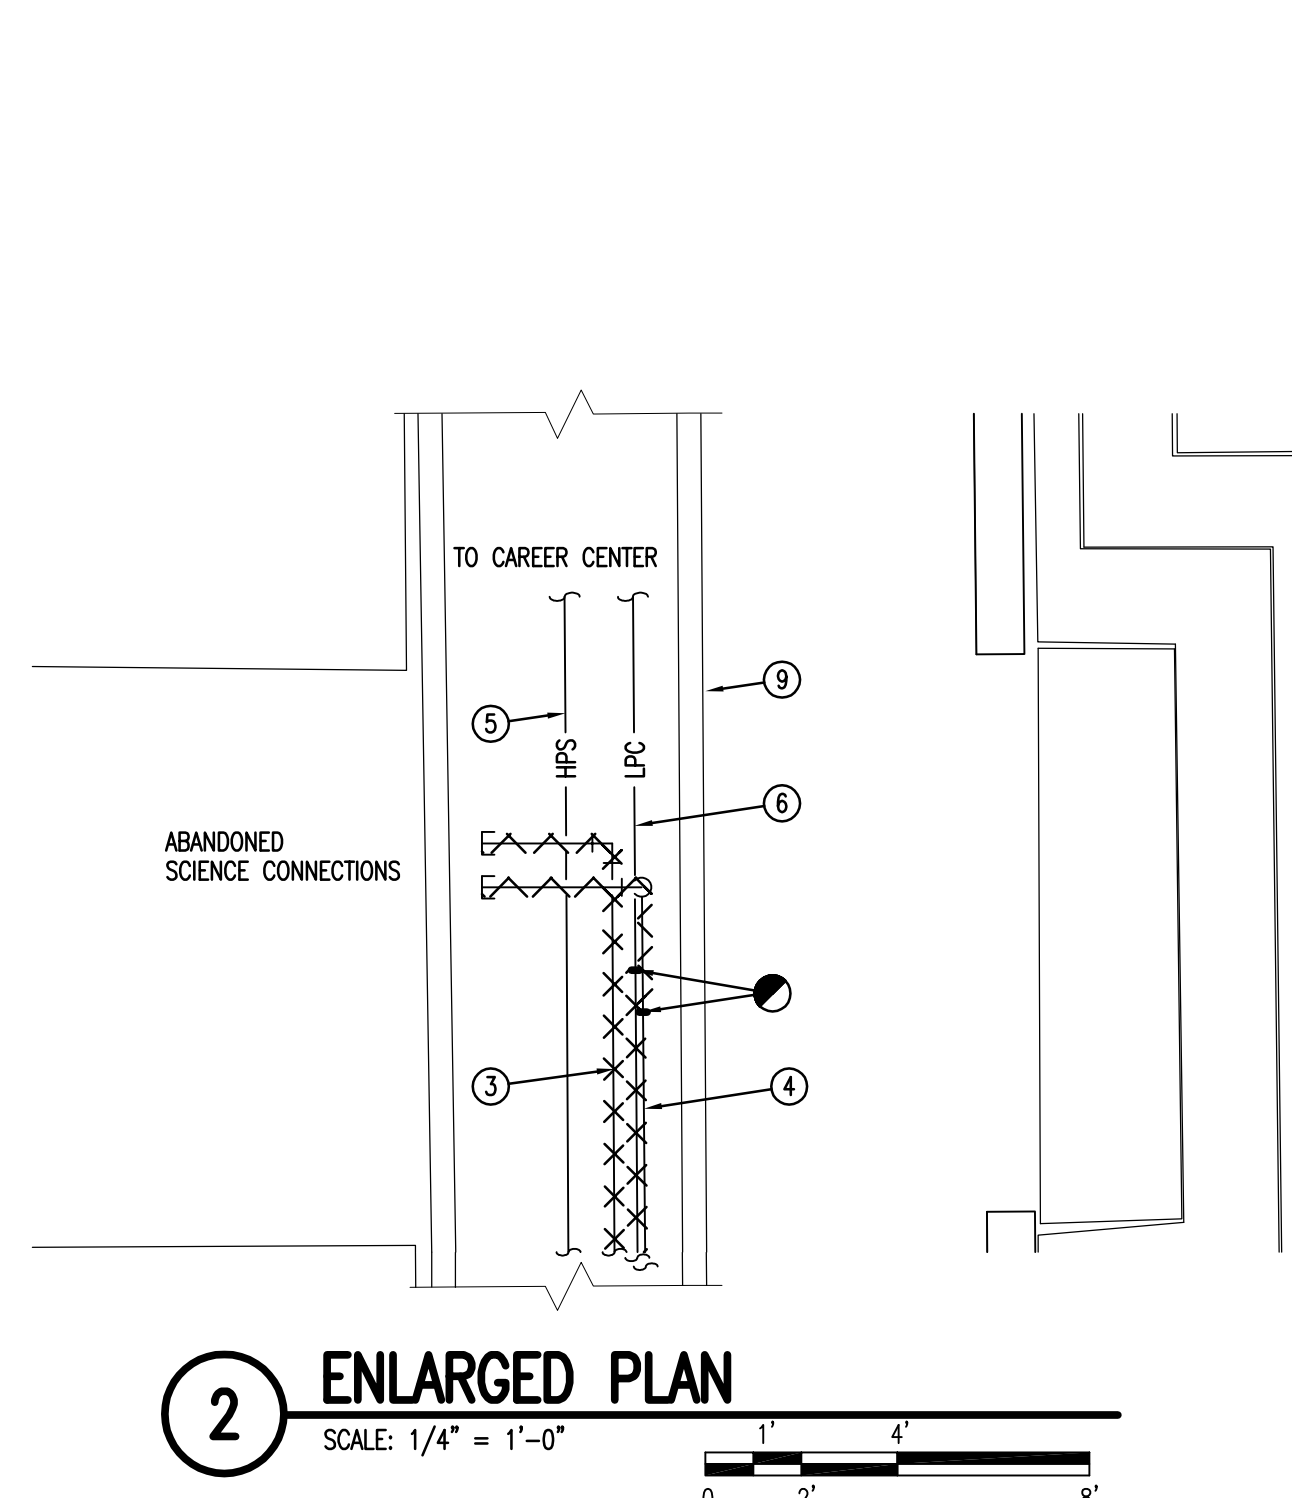 TO CAREER CENTER
9
5
HPS
LPC
6
ABANDONED
SCIENCE CONNECTIONS
3
4
2
ENLARGED PLAN
SCALE: 1/4" = 1'-0"
1' 4'
0 2' 8'